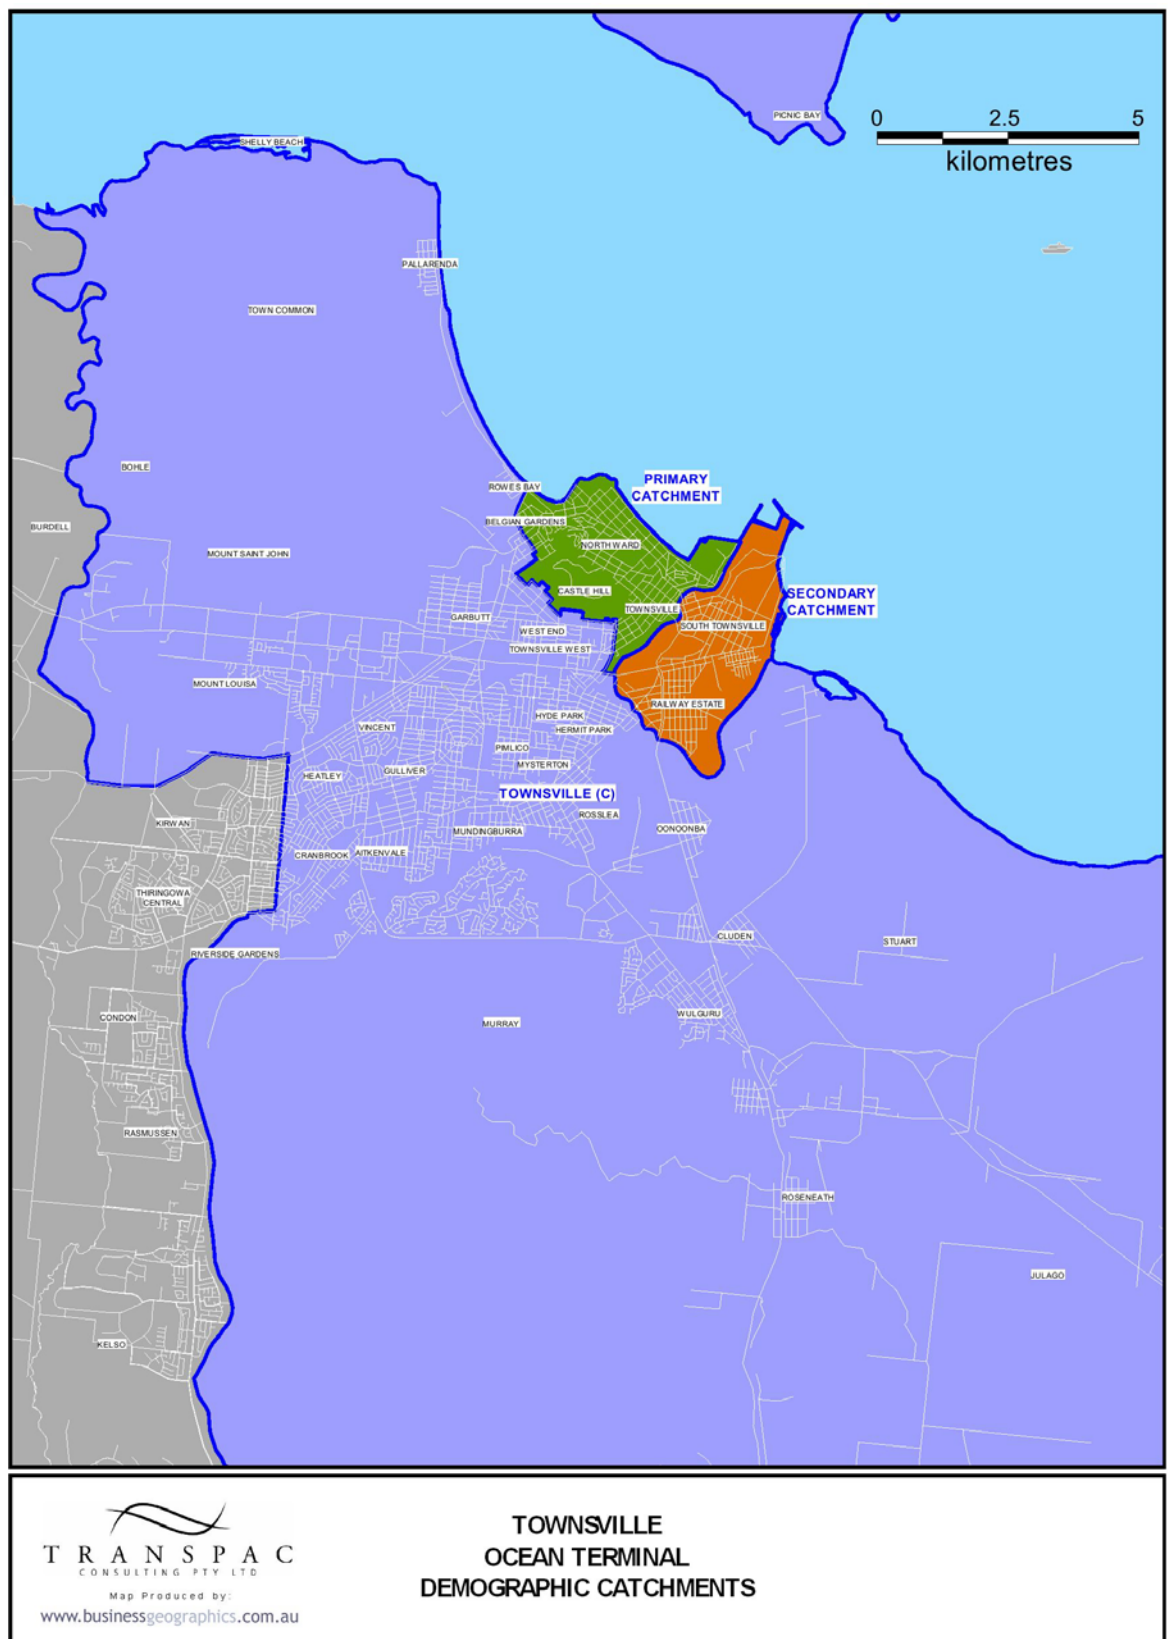 PICNIC BAY
0 2.5 5
kilometres
SHELLY BEACH
PALLARENDA
TOWN COMMON
BOHLE
PRIMARY
CATCHMENT
ROWES BAY
BURDELL
BELGIAN GARDENS
NORTH WARD
MOUNT SAINT JOHN
CASTLE HILL
SECONDARY
CATCHMENT
TOWNSVILLE
GARBUTT
SOUTH TOWNSVILLE
WEST END
TOWNSVILLE WEST
MOUNT LOUISA
RAILWAY ESTATE
HYDE PARK
VINCENT
HERMIT PARK
PIMLICO
MYSTERTON
GULLIVER
HEATLEY
TOWNSVILLE (C)
ROSSLEA
KIRWAN
MUNDINGBURRA
OONOONBA
CRANBROOK
AITKENVALE
THIRINGOWA
CENTRAL
CLUDEN
STUART
RIVERSIDE GARDENS
CONDON
MURRAY
WULGURU
RASMUSSEN
ROSENEATH
JULAGO
KELSO
TRANSPAC
CONSULTING PTY LTD
Map Produced by:
www.businessgeographics.com.au
TOWNSVILLE
OCEAN TERMINAL
DEMOGRAPHIC CATCHMENTS